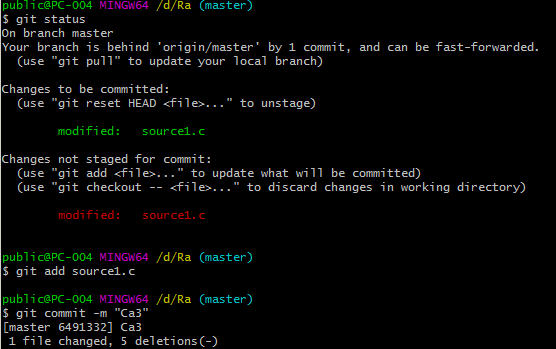 public@PC-004 MINGW64 /d/Ra (master)
$ git status
On branch master
Your branch is behind 'origin/master' by 1 commit, and can be fast-forwarded.
  (use "git pull" to update your local branch)

Changes to be committed:
  (use "git reset HEAD <file>..." to unstage)

        modified:   source1.c

Changes not staged for commit:
  (use "git add <file>..." to update what will be committed)
  (use "git checkout -- <file>..." to discard changes in working directory)

        modified:   source1.c


public@PC-004 MINGW64 /d/Ra (master)
$ git add source1.c

public@PC-004 MINGW64 /d/Ra (master)
$ git commit -m "Ca3"
[master 6491332] Ca3
 1 file changed, 5 deletions(-)